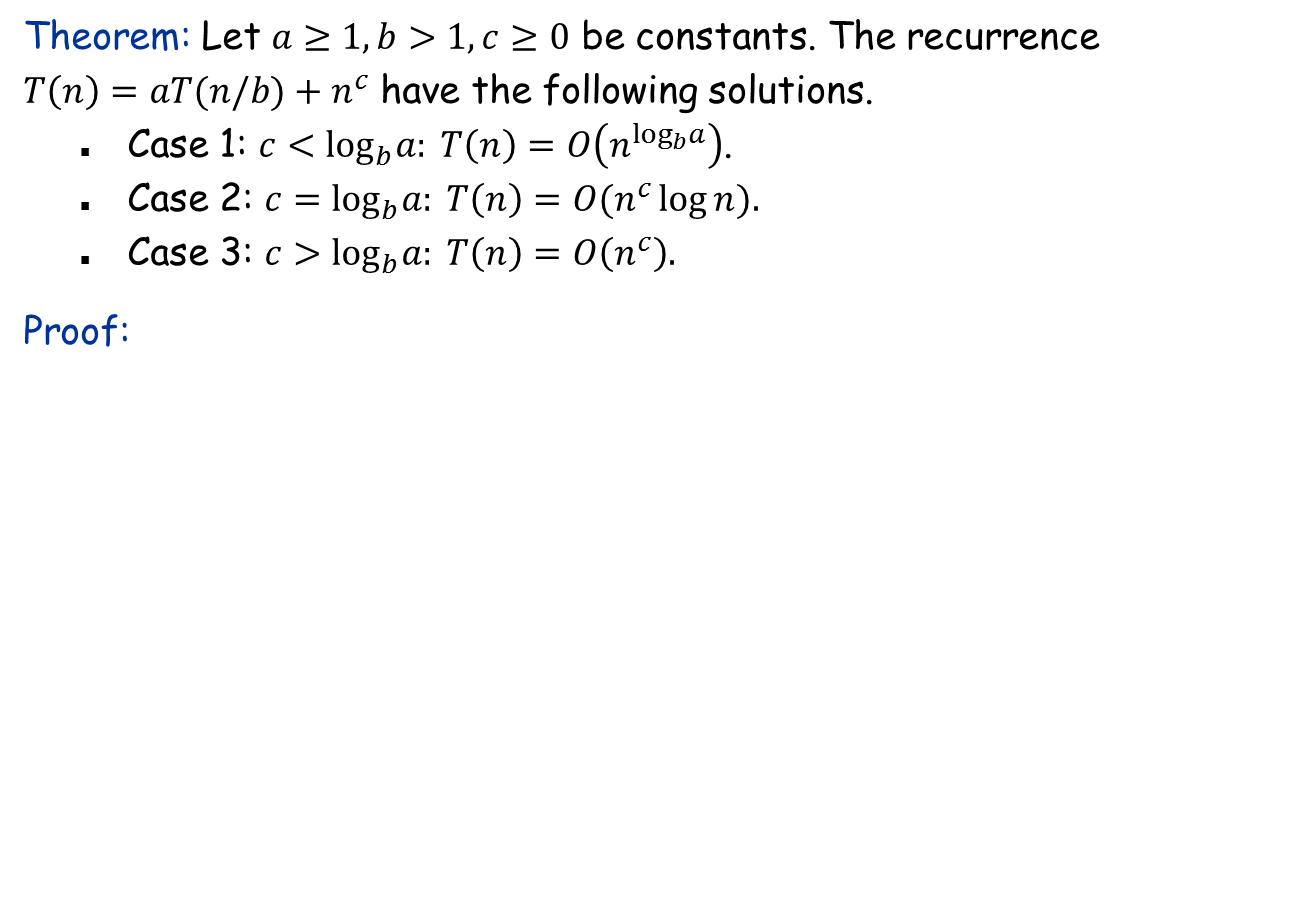 Theorem: Let 𝑎 ≥ 1, 𝑏 > 1, 𝑐 ≥ 0 be constants. The recurrence
𝑇(𝑛) = 𝑎𝑇(𝑛/𝑏) + 𝑛^𝑐 have the following solutions.
▪ Case 1: 𝑐 < log_𝑏 𝑎: 𝑇(𝑛) = 𝑂(𝑛^{log_𝑏 𝑎}).
▪ Case 2: 𝑐 = log_𝑏 𝑎: 𝑇(𝑛) = 𝑂(𝑛^𝑐 log 𝑛).
▪ Case 3: 𝑐 > log_𝑏 𝑎: 𝑇(𝑛) = 𝑂(𝑛^𝑐).
Proof: